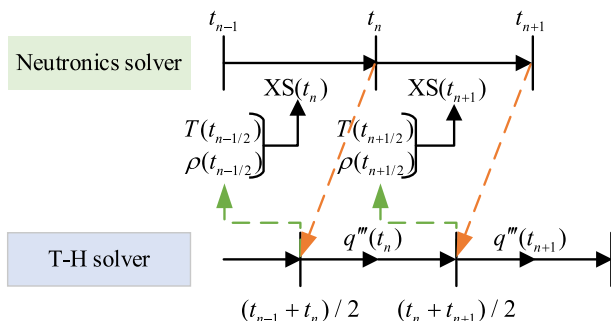 t_{n-1} t_n t_{n+1}
Neutronics solver
XS(t_n) XS(t_{n+1})
T(t_{n-1/2}) T(t_{n+1/2})
ρ(t_{n-1/2}) ρ(t_{n+1/2})
q‴(t_n) q‴(t_{n+1})
T-H solver
(t_{n-1} + t_n) / 2 (t_n + t_{n+1}) / 2